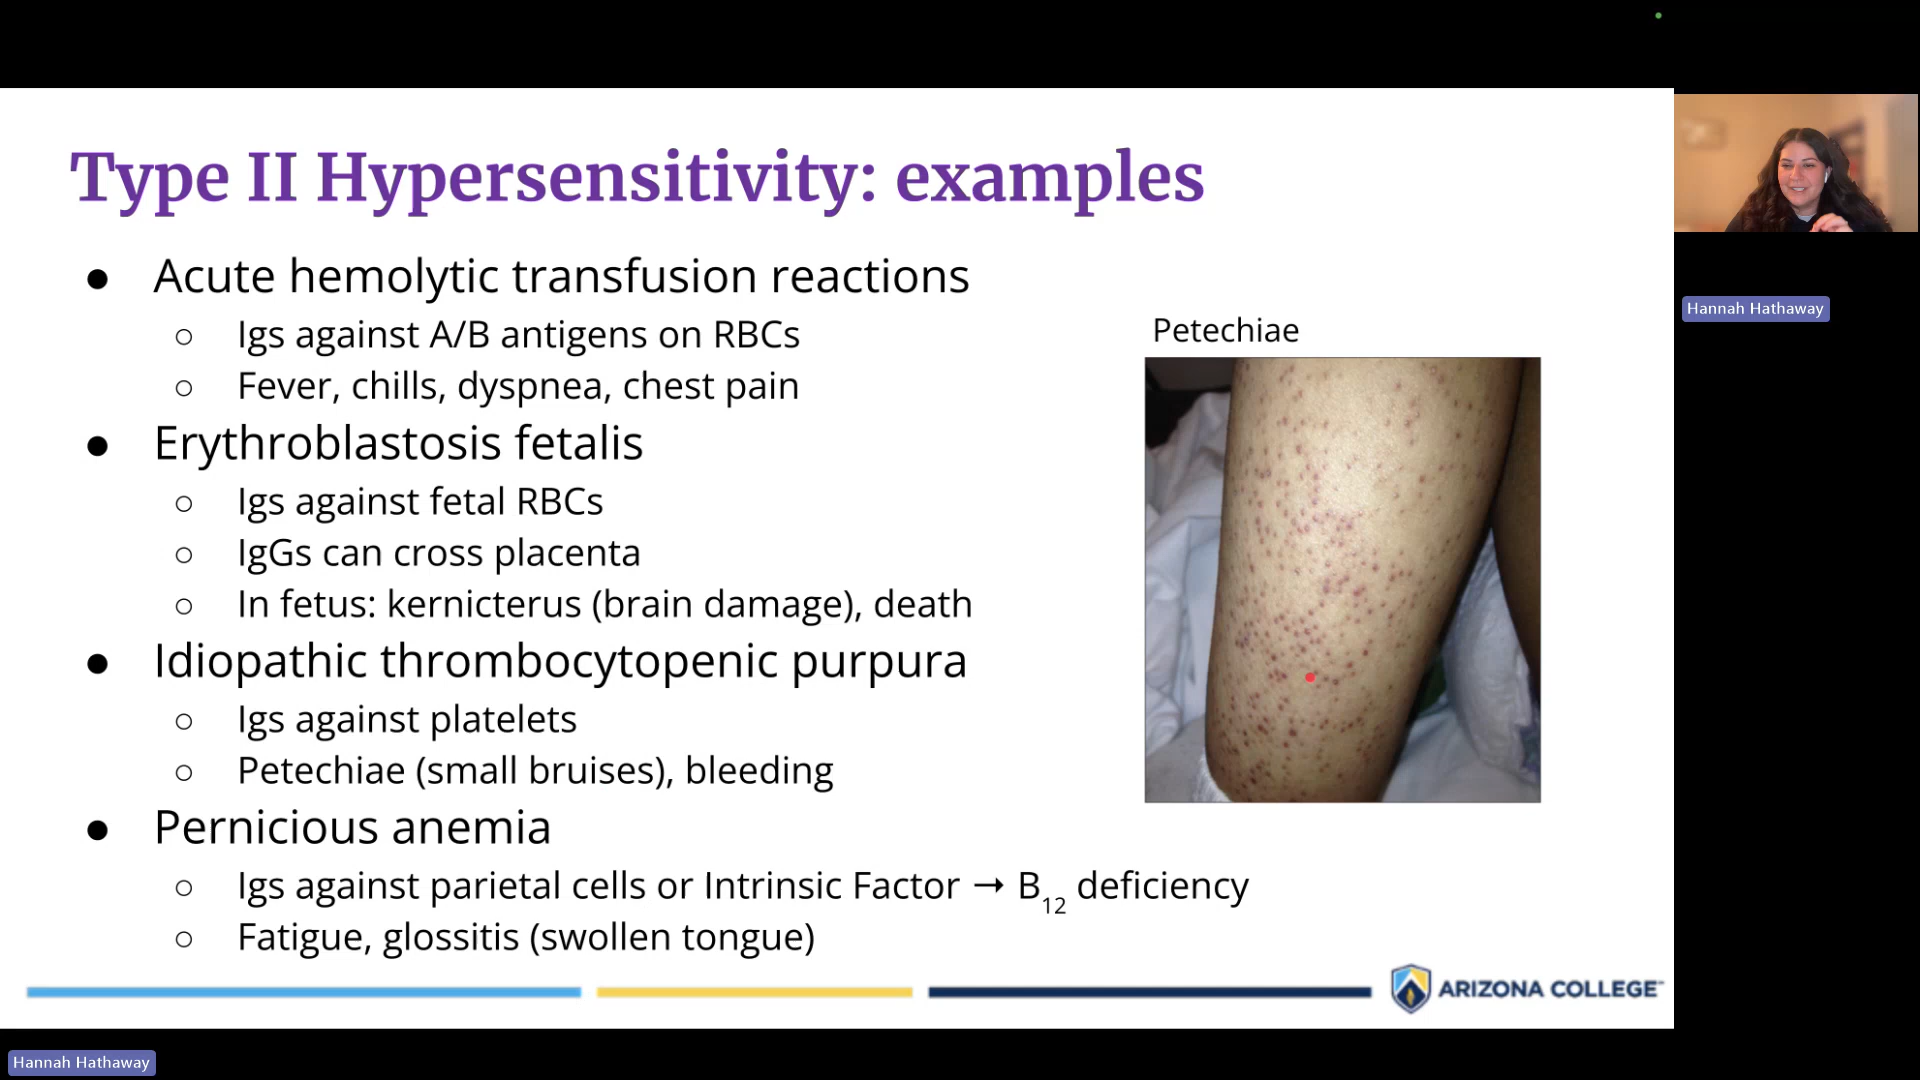 Type II Hypersensitivity: examples
● Acute hemolytic transfusion reactions
○ Igs against A/B antigens on RBCs
○ Fever, chills, dyspnea, chest pain
● Erythroblastosis fetalis
○ Igs against fetal RBCs
○ IgGs can cross placenta
○ In fetus: kernicterus (brain damage), death
● Idiopathic thrombocytopenic purpura
○ Igs against platelets
○ Petechiae (small bruises), bleeding
● Pernicious anemia
○ Igs against parietal cells or Intrinsic Factor → B12 deficiency
○ Fatigue, glossitis (swollen tongue)
Petechiae
ARIZONA COLLEGE
Hannah Hathaway
Hannah Hathaway